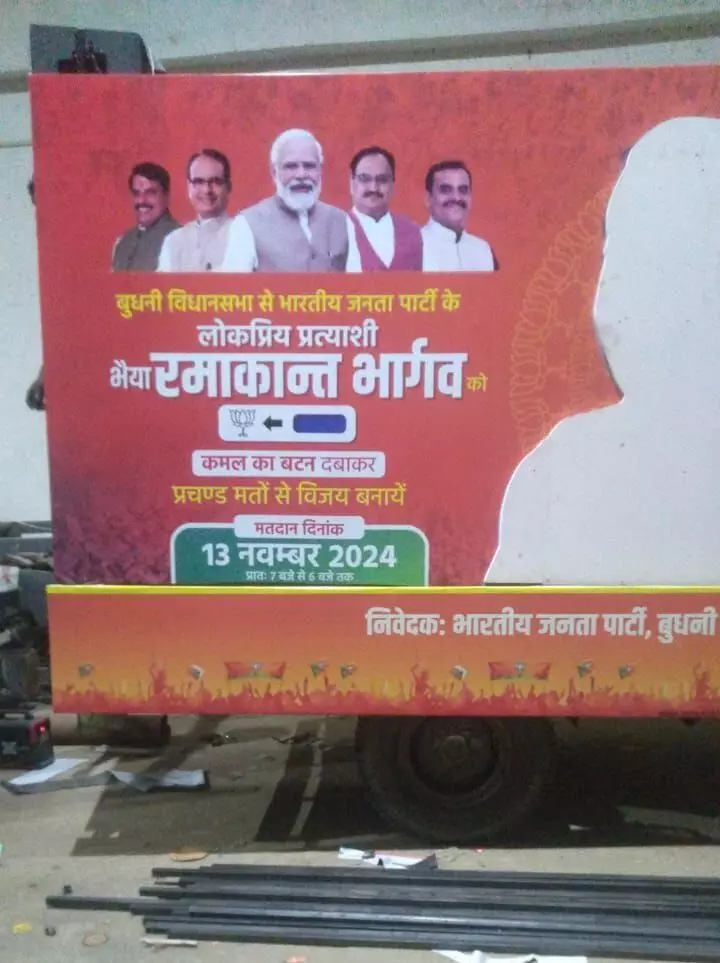 बुधनी विधानसभा से भारतीय जनता पार्टी के
लोकप्रिय प्रत्याशी
भैया रमाकान्त भार्गव को
कमल का बटन दबाकर
प्रचण्ड मतों से विजय बनायें
मतदान दिनांक
13 नवम्बर 2024
प्रातः 7 बजे से 6 बजे तक
निवेदक: भारतीय जनता पार्टी, बुधनी